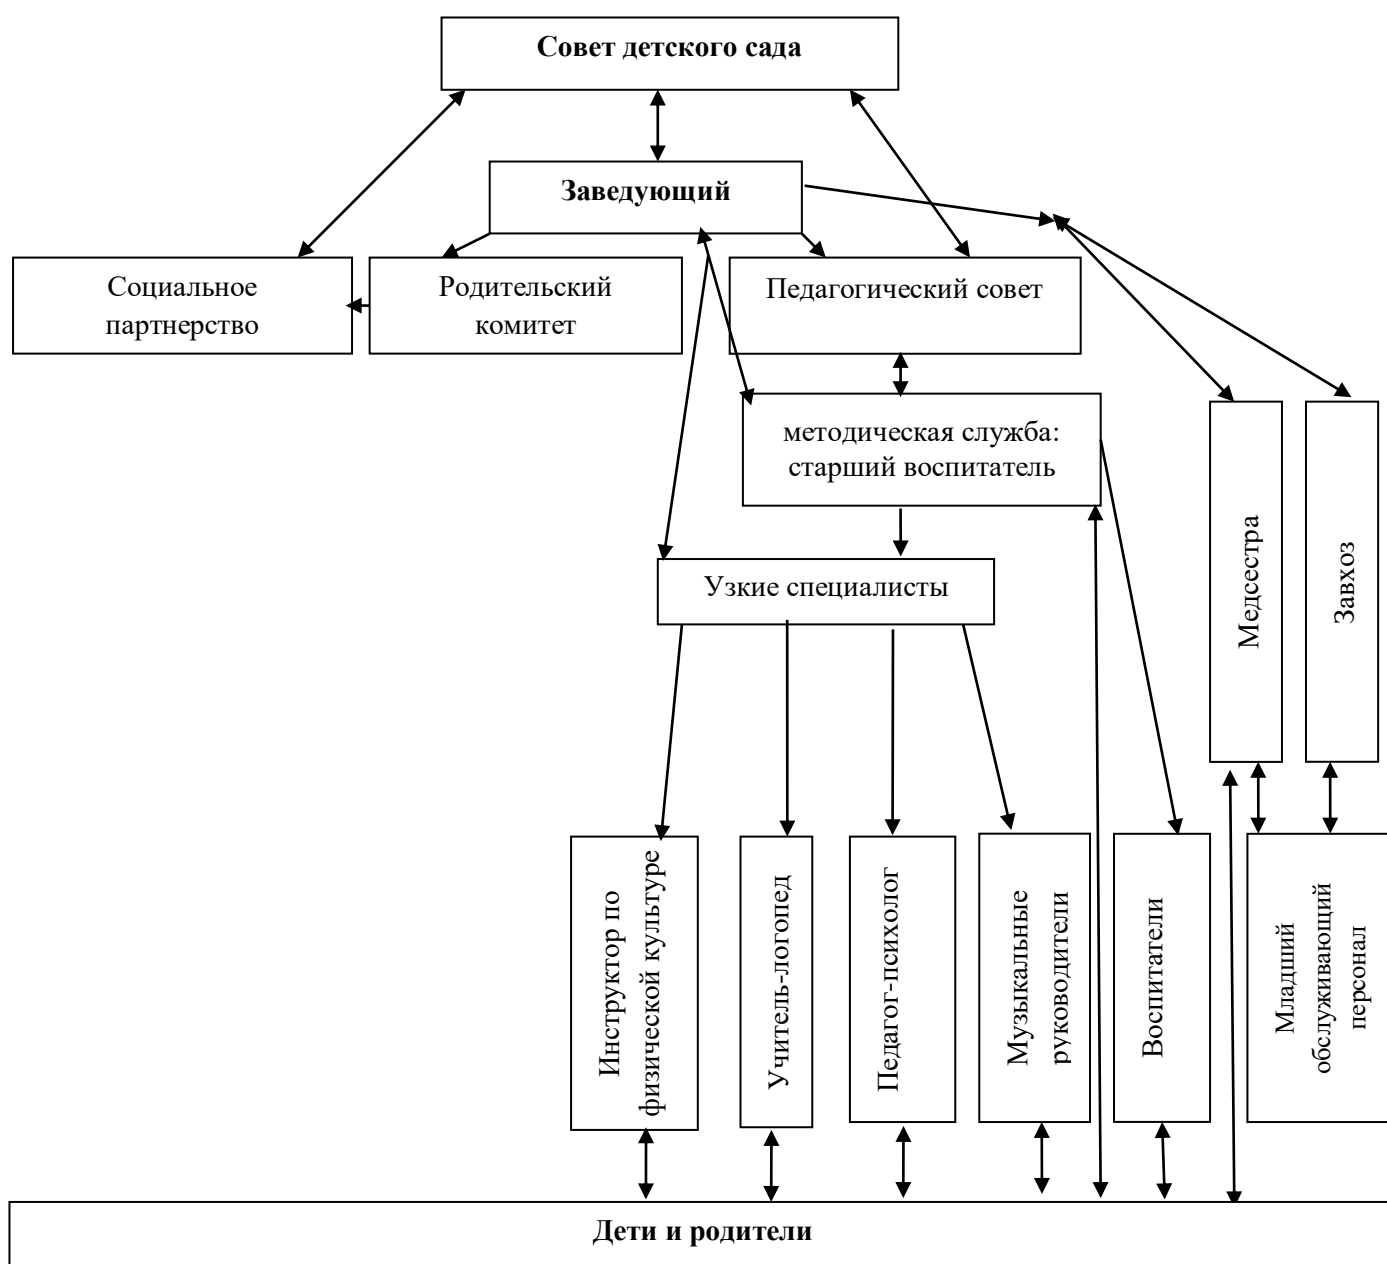 Совет детского сада
Заведующий
Социальное
партнерство
Родительский
комитет
Педагогический совет
методическая служба:
старший воспитатель
Узкие специалисты
Медсестра
Завхоз
Инструктор по
физической культуре
Учитель-логопед
Педагог-психолог
Музыкальные
руководители
Воспитатели
Младший
обслуживающий
персонал
Дети и родители